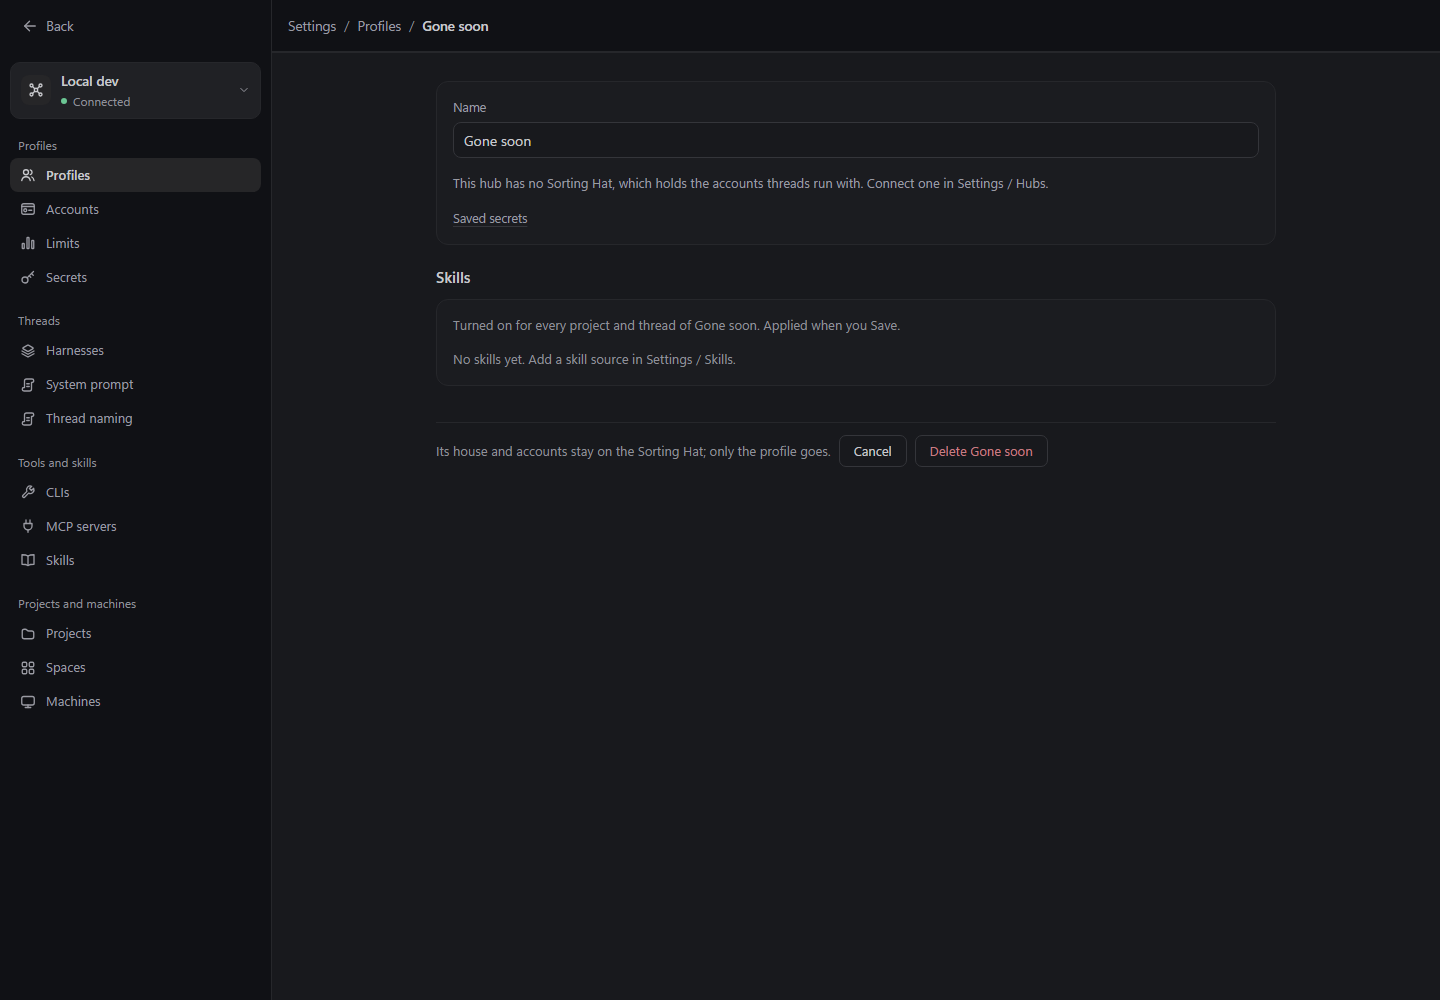 Back
Settings / Profiles / Gone soon
Local dev
Connected
Profiles
Profiles
Accounts
Limits
Secrets
Threads
Harnesses
System prompt
Thread naming
Tools and skills
CLIs
MCP servers
Skills
Projects and machines
Projects
Spaces
Machines
Name
Gone soon
This hub has no Sorting Hat, which holds the accounts threads run with. Connect one in Settings / Hubs.
Saved secrets
Skills
Turned on for every project and thread of Gone soon. Applied when you Save.
No skills yet. Add a skill source in Settings / Skills.
Its house and accounts stay on the Sorting Hat; only the profile goes. Cancel Delete Gone soon